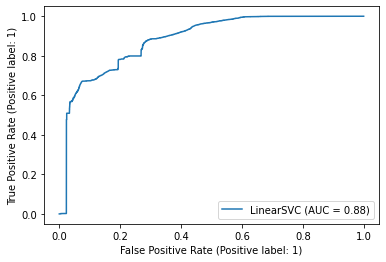 1.0
0.8
0.6
0.4
0.2
0.0
True Positive Rate (Positive label: 1)
LinearSVC (AUC = 0.88)
0.0 0.2 0.4 0.6 0.8 1.0
False Positive Rate (Positive label: 1)